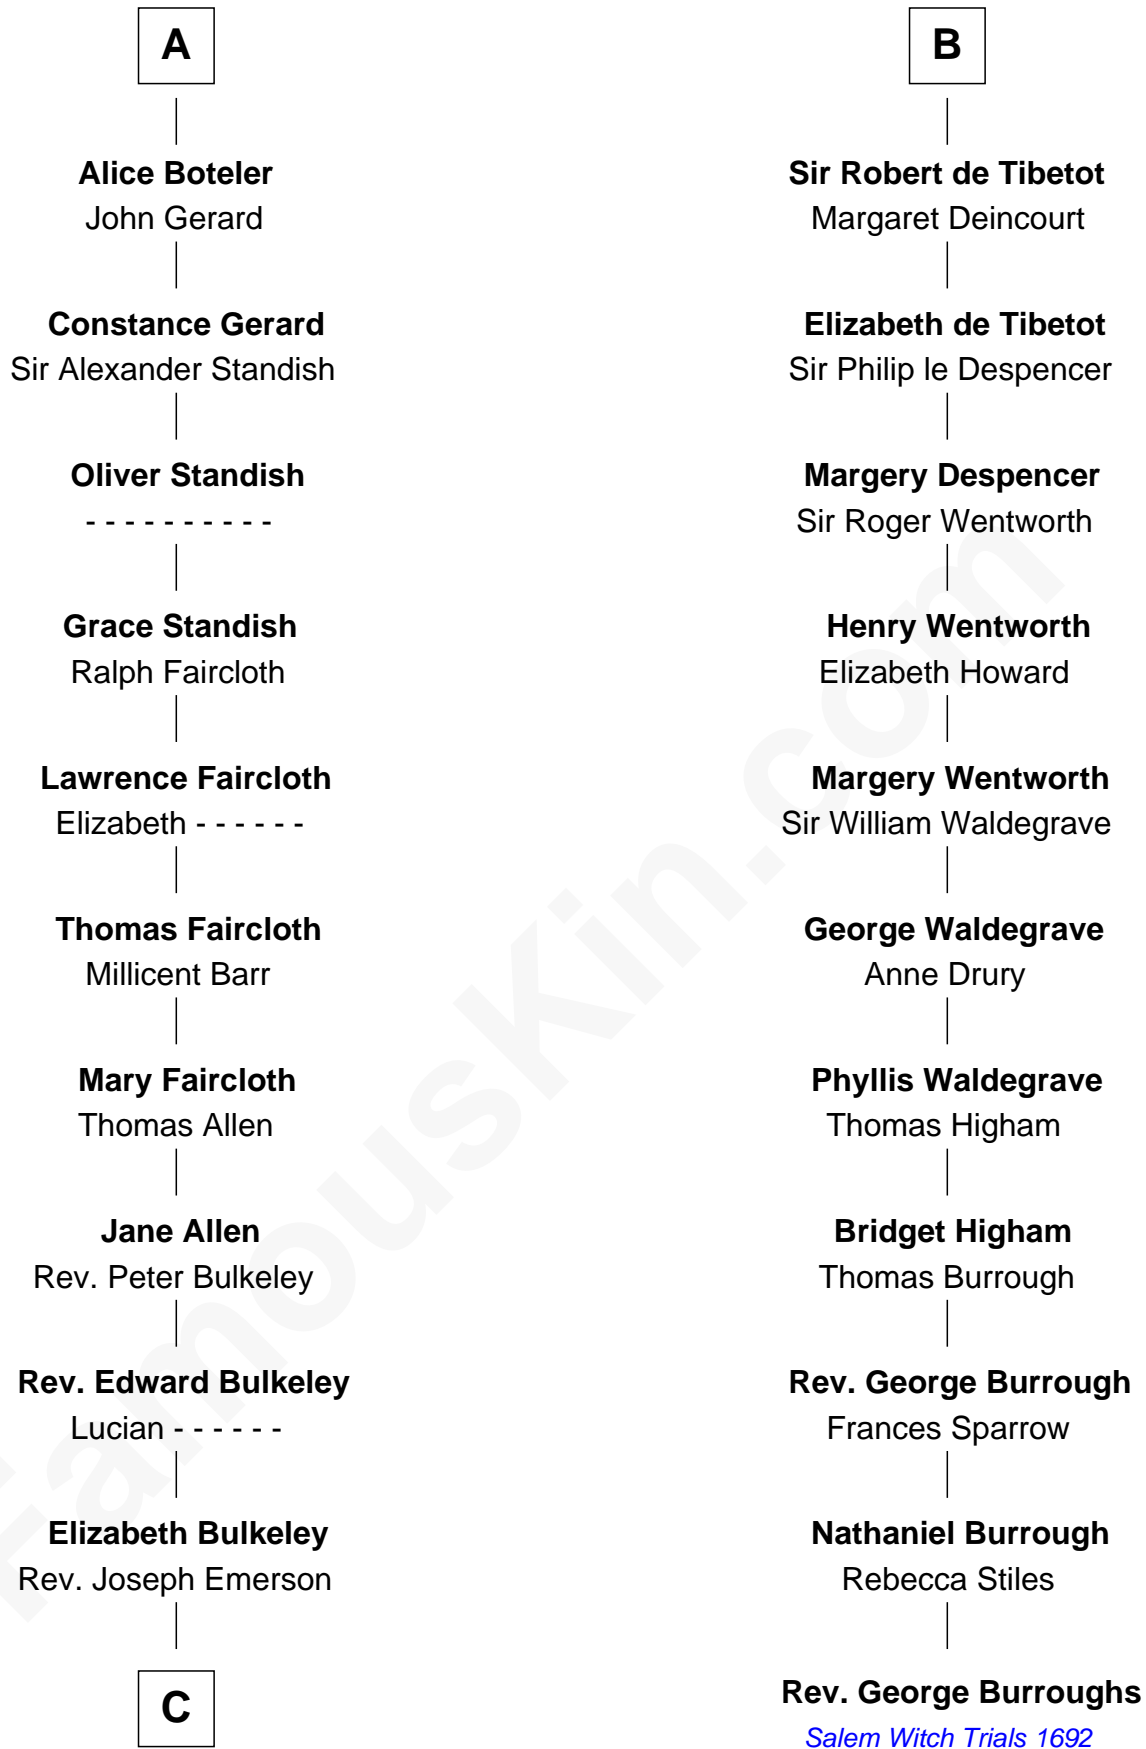 A
Alice Boteler
John Gerard
Constance Gerard
Sir Alexander Standish
Oliver Standish
- - - - - - - - - -
Grace Standish
Ralph Faircloth
Lawrence Faircloth
Elizabeth - - - - - -
Thomas Faircloth
Millicent Barr
Mary Faircloth
Thomas Allen
Jane Allen
Rev. Peter Bulkeley
Rev. Edward Bulkeley
Lucian - - - - - -
Elizabeth Bulkeley
Rev. Joseph Emerson
C
B
Sir Robert de Tibetot
Margaret Deincourt
Elizabeth de Tibetot
Sir Philip le Despencer
Margery Despencer
Sir Roger Wentworth
Henry Wentworth
Elizabeth Howard
Margery Wentworth
Sir William Waldegrave
George Waldegrave
Anne Drury
Phyllis Waldegrave
Thomas Higham
Bridget Higham
Thomas Burrough
Rev. George Burrough
Frances Sparrow
Nathaniel Burrough
Rebecca Stiles
Rev. George Burroughs
Salem Witch Trials 1692
FamousKin.com